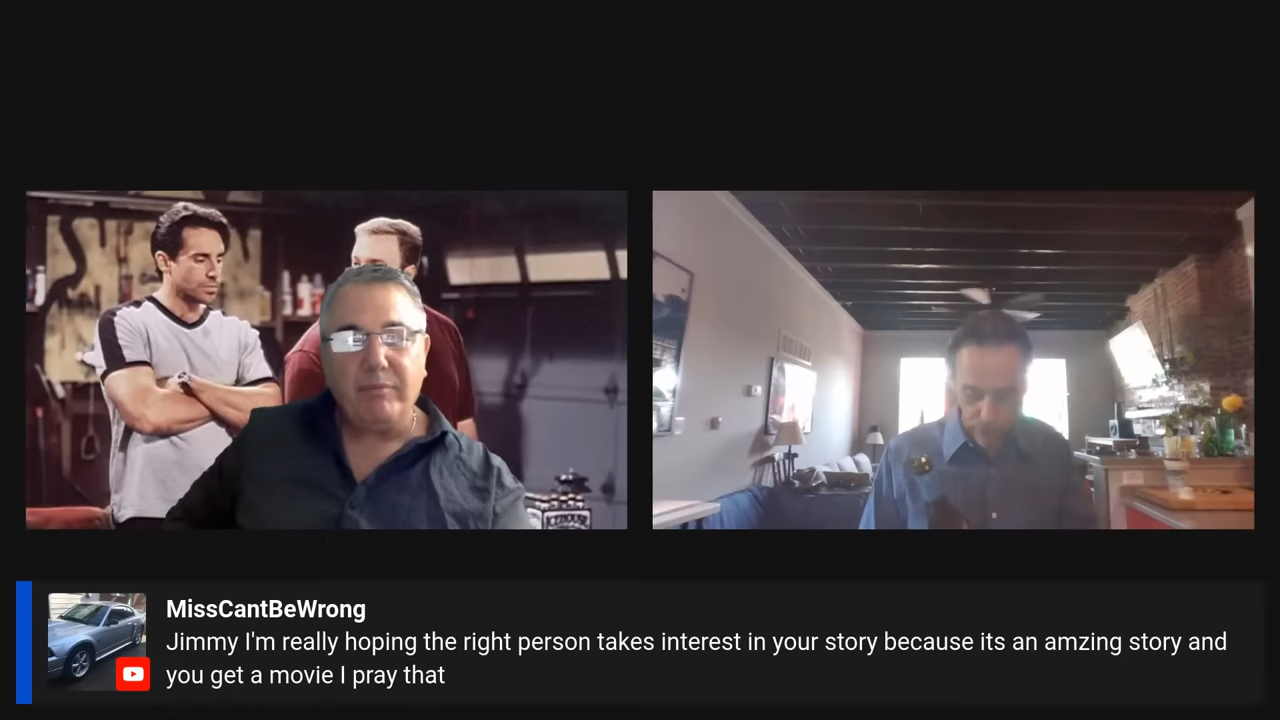 ICEHOUSE
MissCantBeWrong
Jimmy I'm really hoping the right person takes interest in your story because its an amzing story and
you get a movie I pray that